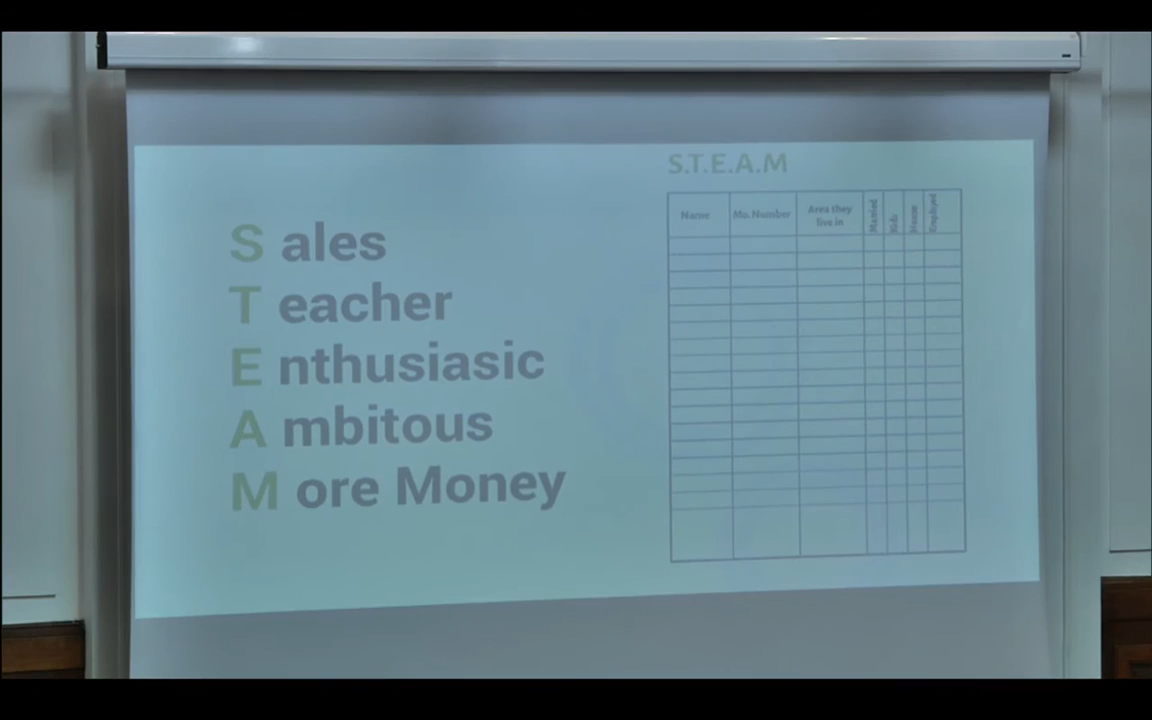 S ales
T eacher
E nthusiasic
A mbitous
M ore Money
S.T.E.A.M
Name
Mo. Number
Area they
live in
Married
Kids
House
Employed